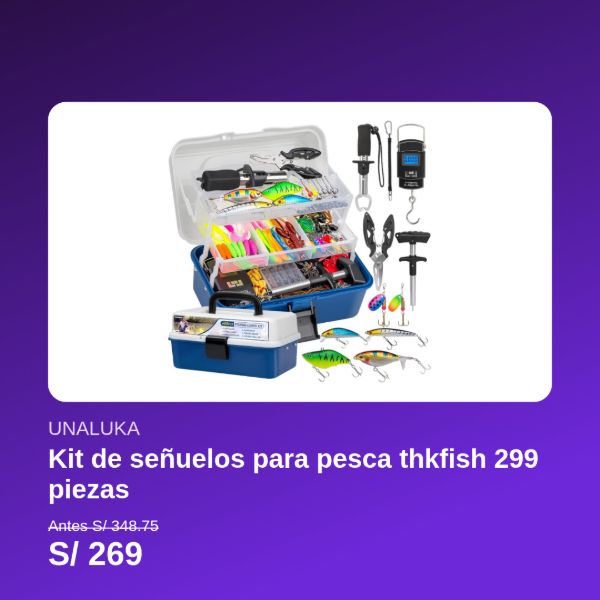 UNALUKA
Kit de señuelos para pesca thkfish 299
piezas
Antes S/ 348.75
S/ 269